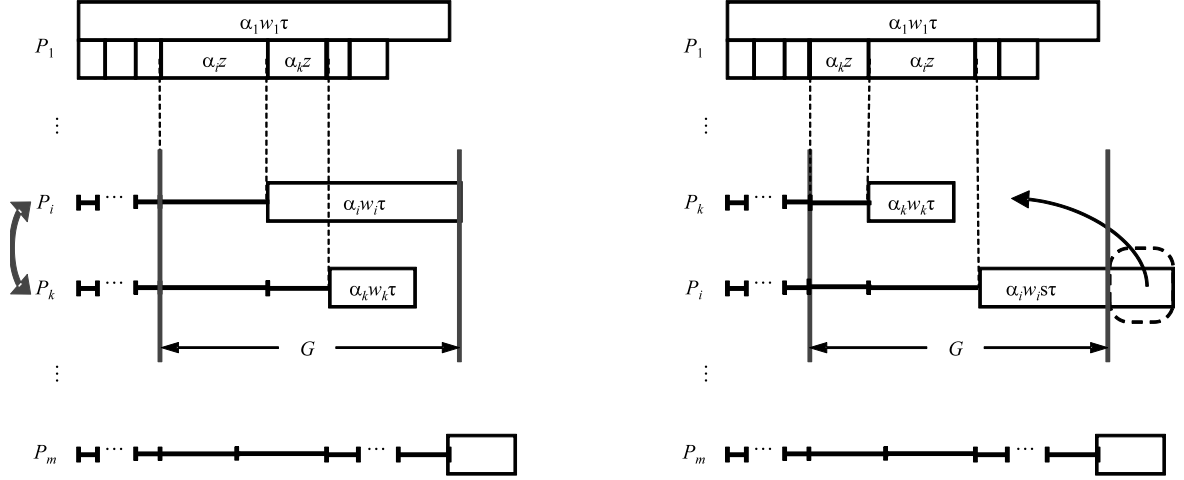 α₁w₁τ
P₁
αᵢz
αₖz
⋮
Pᵢ
···
αᵢwᵢτ
Pₖ
···
αₖwₖτ
G
⋮
Pₘ
···
···
α₁w₁τ
P₁
αₖz
αᵢz
⋮
Pₖ
···
αₖwₖτ
Pᵢ
···
αᵢwᵢsτ
G
⋮
Pₘ
···
···